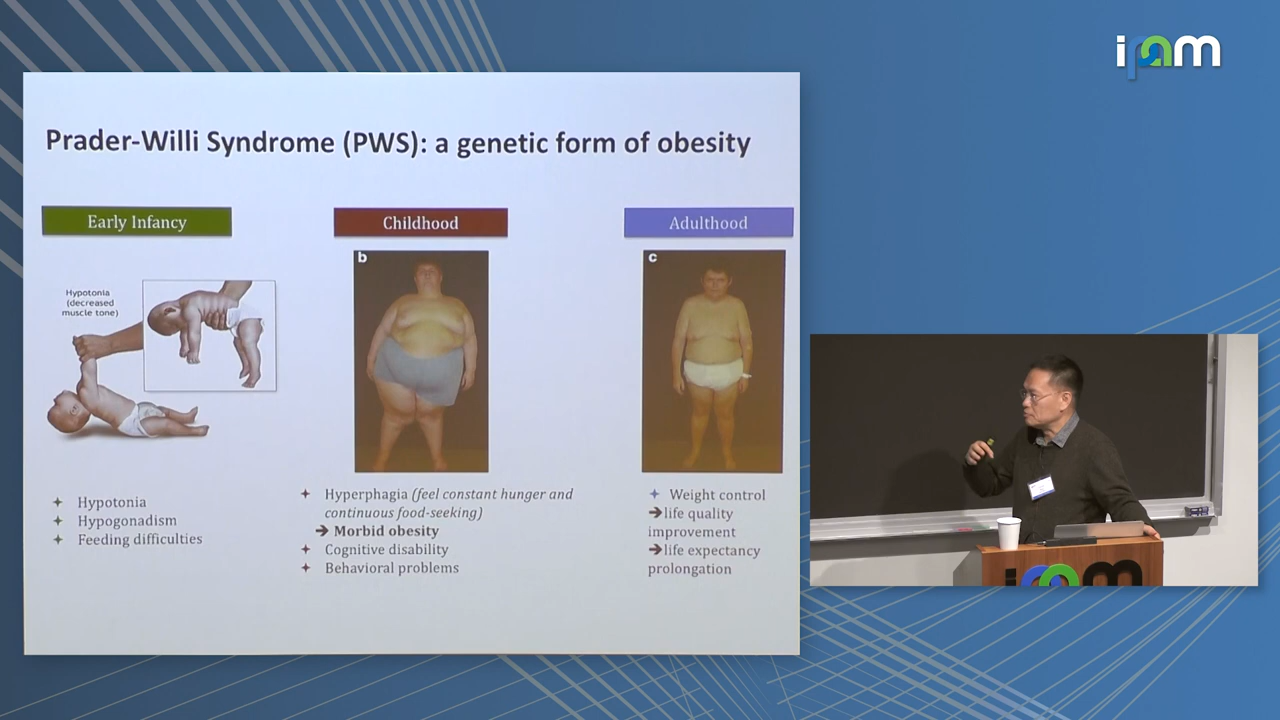 ipam
Prader-Willi Syndrome (PWS): a genetic form of obesity
Early Infancy
Hypotonia
(decreased
muscle tone)
✦ Hypotonia
✦ Hypogonadism
✦ Feeding difficulties
Childhood
b
✦ Hyperphagia (feel constant hunger and
continuous food-seeking)
➔ Morbid obesity
✦ Cognitive disability
✦ Behavioral problems
Adulthood
c
✦ Weight control
➔life quality
improvement
➔life expectancy
prolongation
ipam